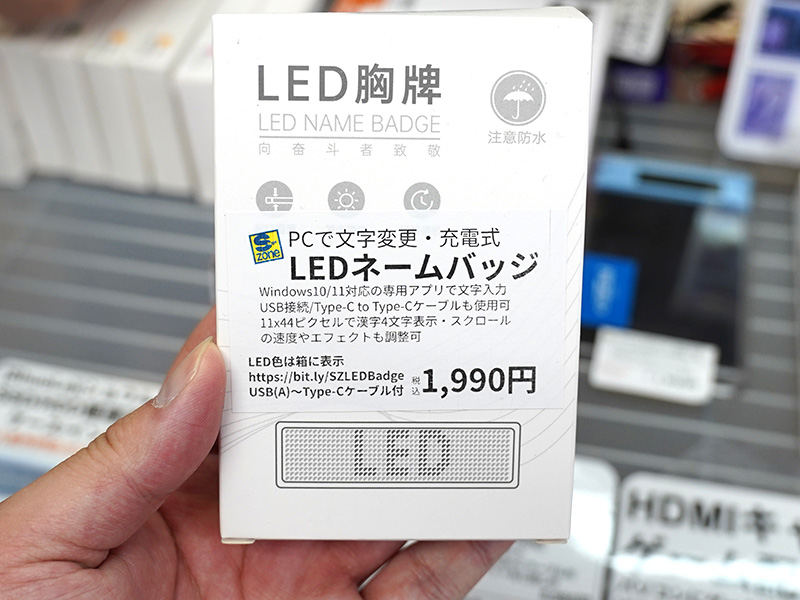 LED胸牌
LED NAME BADGE
向奋斗者致敬
注意防水
S-zone
PCで文字変更・充電式
LEDネームバッジ
Windows10/11対応の専用アプリで文字入力
USB接続/Type-C to Type-Cケーブルも使用可
11x44ピクセルで漢字4文字表示・スクロール
の速度やエフェクトも調整可
LED色は箱に表示
https://bit.ly/SZLEDBadge
USB(A)～Type-Cケーブル付
税込1,990円
LED
HDMIキャ